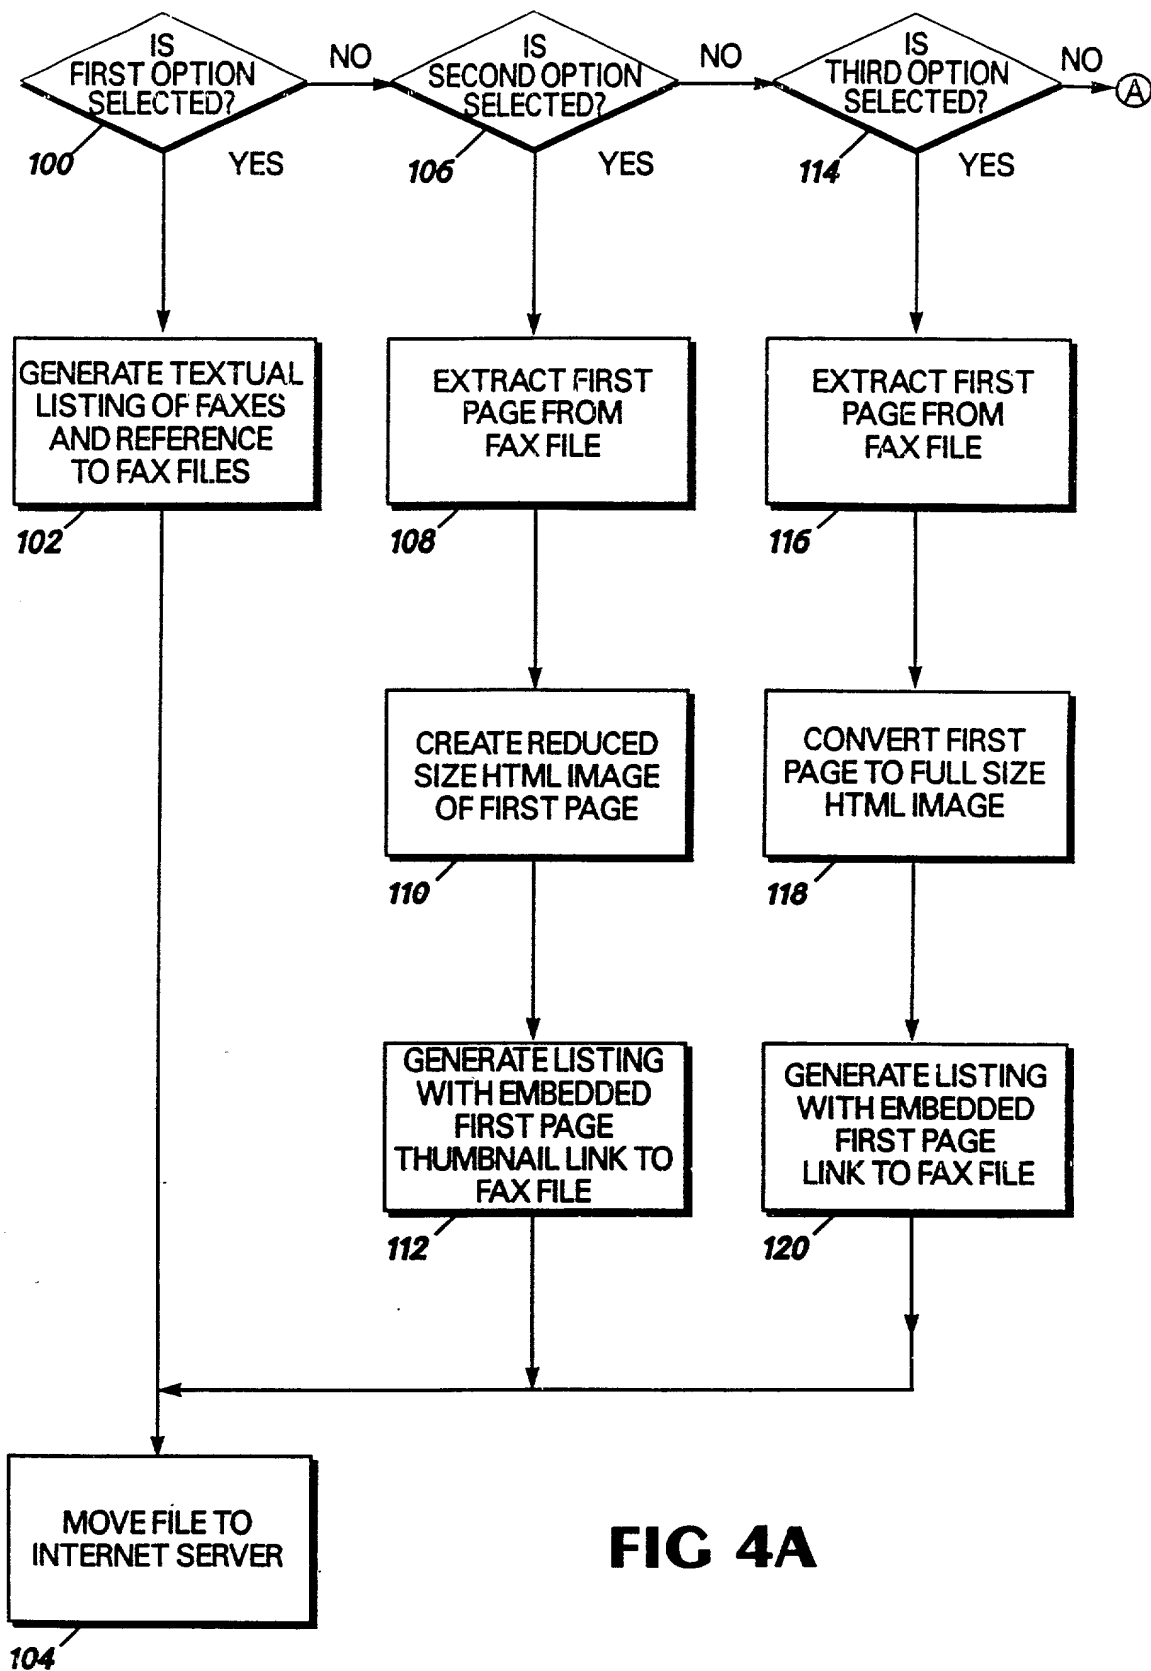 IS
FIRST OPTION
SELECTED?
NO
IS
SECOND OPTION
SELECTED?
NO
IS
THIRD OPTION
SELECTED?
NO
A
100
YES
106
YES
114
YES
GENERATE TEXTUAL
LISTING OF FAXES
AND REFERENCE
TO FAX FILES
102
EXTRACT FIRST
PAGE FROM
FAX FILE
108
EXTRACT FIRST
PAGE FROM
FAX FILE
116
CREATE REDUCED
SIZE HTML IMAGE
OF FIRST PAGE
110
CONVERT FIRST
PAGE TO FULL SIZE
HTML IMAGE
118
GENERATE LISTING
WITH EMBEDDED
FIRST PAGE
THUMBNAIL LINK TO
FAX FILE
112
GENERATE LISTING
WITH EMBEDDED
FIRST PAGE
LINK TO FAX FILE
120
MOVE FILE TO
INTERNET SERVER
104
FIG 4A